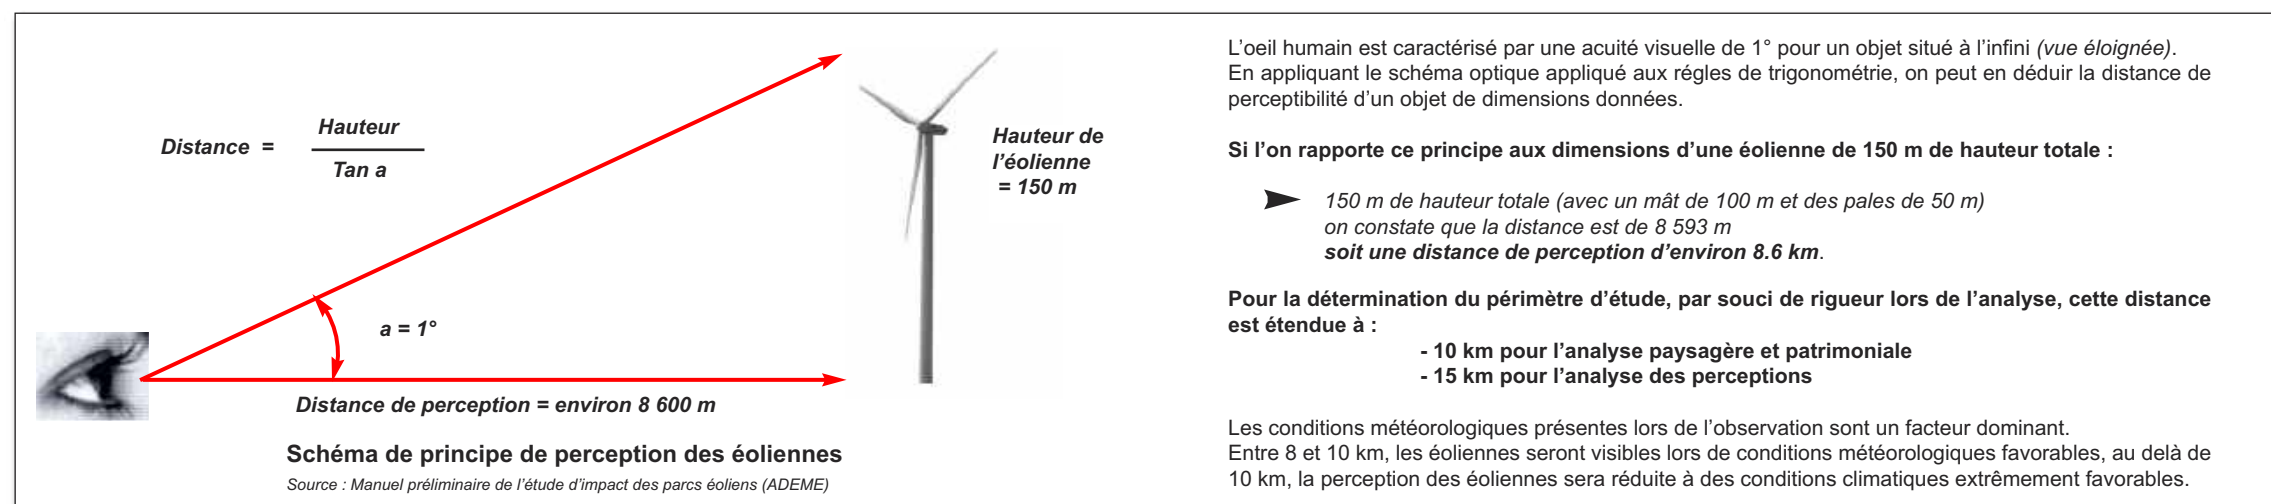 Distance =
Hauteur
Tan a
Hauteur de
l'éolienne
= 150 m
a = 1°
Distance de perception = environ 8 600 m
Schéma de principe de perception des éoliennes
Source : Manuel préliminaire de l'étude d'impact des parcs éoliens (ADEME)
L'oeil humain est caractérisé par une acuité visuelle de 1° pour un objet situé à l'infini (vue éloignée).
En appliquant le schéma optique appliqué aux régles de trigonométrie, on peut en déduir la distance de
perceptibilité d'un objet de dimensions données.
Si l'on rapporte ce principe aux dimensions d'une éolienne de 150 m de hauteur totale :
150 m de hauteur totale (avec un mât de 100 m et des pales de 50 m)
on constate que la distance est de 8 593 m
soit une distance de perception d'environ 8.6 km.
Pour la détermination du périmètre d'étude, par souci de rigueur lors de l'analyse, cette distance
est étendue à :
- 10 km pour l'analyse paysagère et patrimoniale
- 15 km pour l'analyse des perceptions
Les conditions météorologiques présentes lors de l'observation sont un facteur dominant.
Entre 8 et 10 km, les éoliennes seront visibles lors de conditions météorologiques favorables, au delà de
10 km, la perception des éoliennes sera réduite à des conditions climatiques extrêmement favorables.